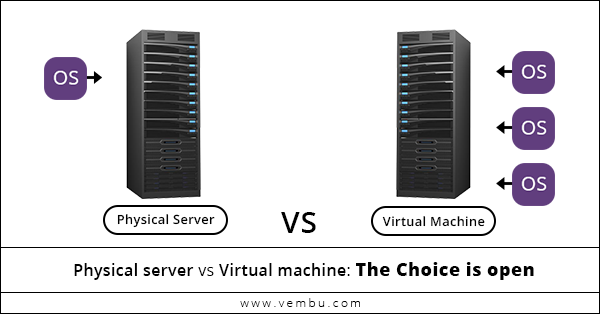 OS
OS
OS
OS
Physical Server
VS
Virtual Machine
Physical server vs Virtual machine: The Choice is open
www.vembu.com